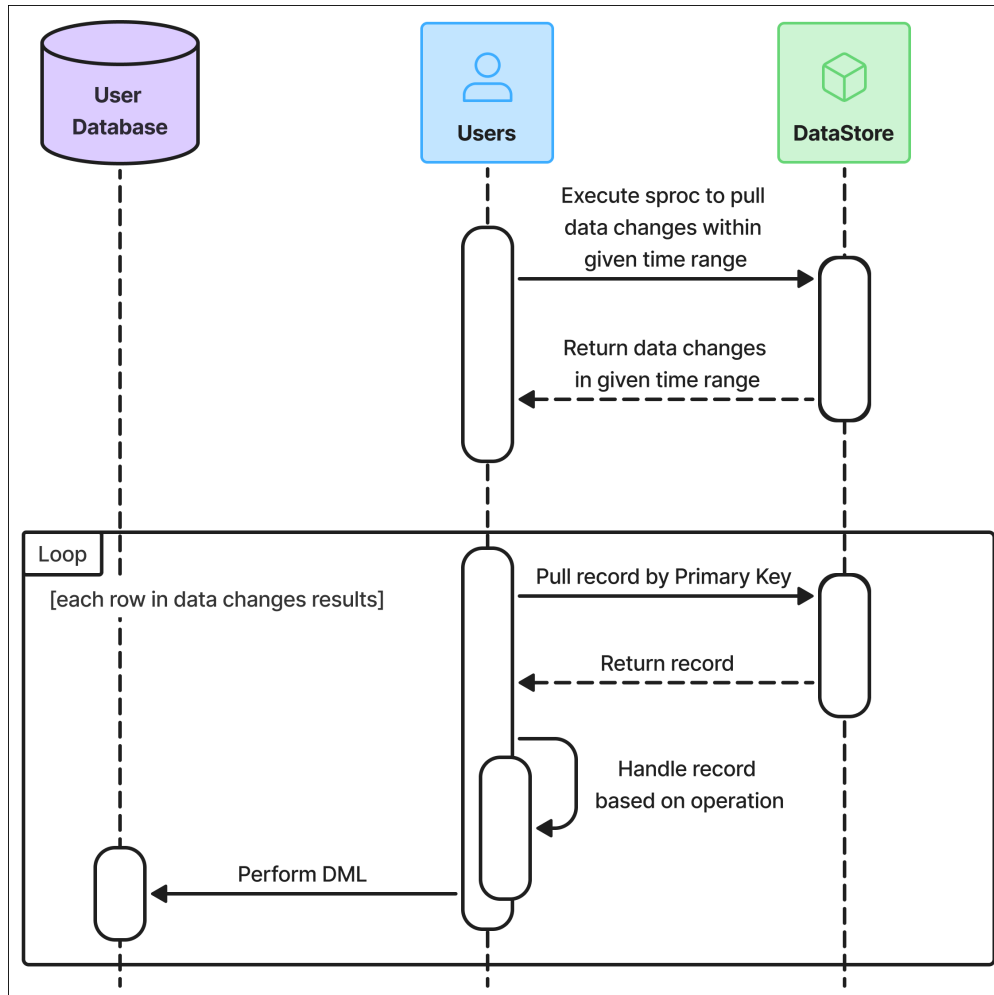 User
Database
Users
DataStore
Execute sproc to pull
data changes within
given time range
Return data changes
in given time range
Loop
[each row in data changes results]
Pull record by Primary Key
Return record
Handle record
based on operation
Perform DML